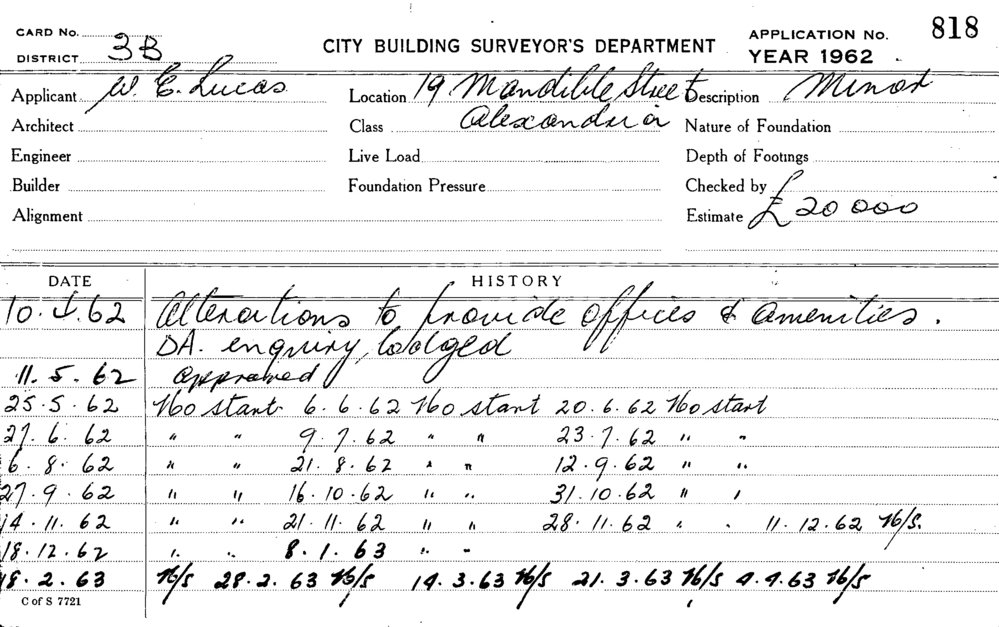 CARD No. CITY BUILDING SURVEYOR'S DEPARTMENT APPLICATION No. 818
DISTRICT 3B YEAR 1962
Applicant W. E. Lucas Location 19 Mandible Street Description Minor
Architect Class Alexandria Nature of Foundation
Engineer Live Load Depth of Footings
Builder Foundation Pressure Checked by
Alignment Estimate £20 000
DATE HISTORY
10.4.62 Alterations to provide offices & amenities.
DA. enquiry, lodged
11.5.62 approved
25.5.62 No start 6.6.62 No start 20.6.62 No start
27.6.62 " " 9.7.62 " " 23.7.62 " "
6.8.62 " " 21.8.62 " " 12.9.62 " "
27.9.62 " " 16.10.62 " " 31.10.62 " "
14.11.62 " " 21.11.62 " " 28.11.62 " " 11.12.62 N/S.
18.12.62 " " 8.1.63 " "
18.2.63 N/S 28.2.63 N/S 14.3.63 N/S 21.3.63 N/S 4.4.63 N/S
C of S 7721